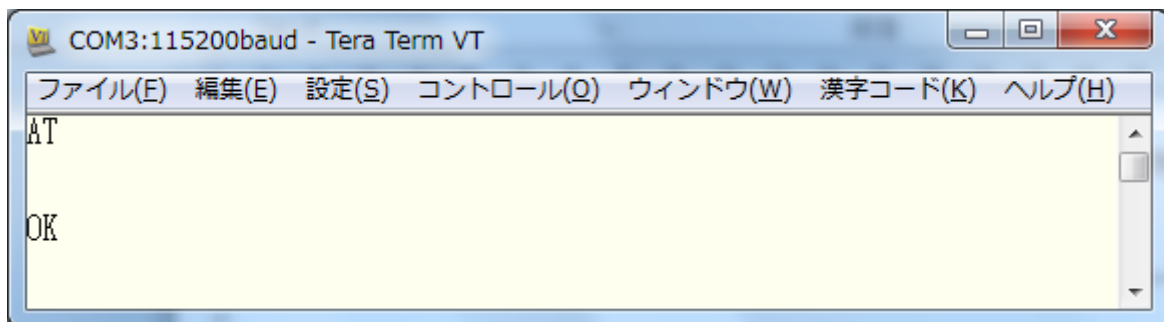 COM3:115200baud - Tera Term VT
ファイル(F) 編集(E) 設定(S) コントロール(O) ウィンドウ(W) 漢字コード(K) ヘルプ(H)
AT
OK